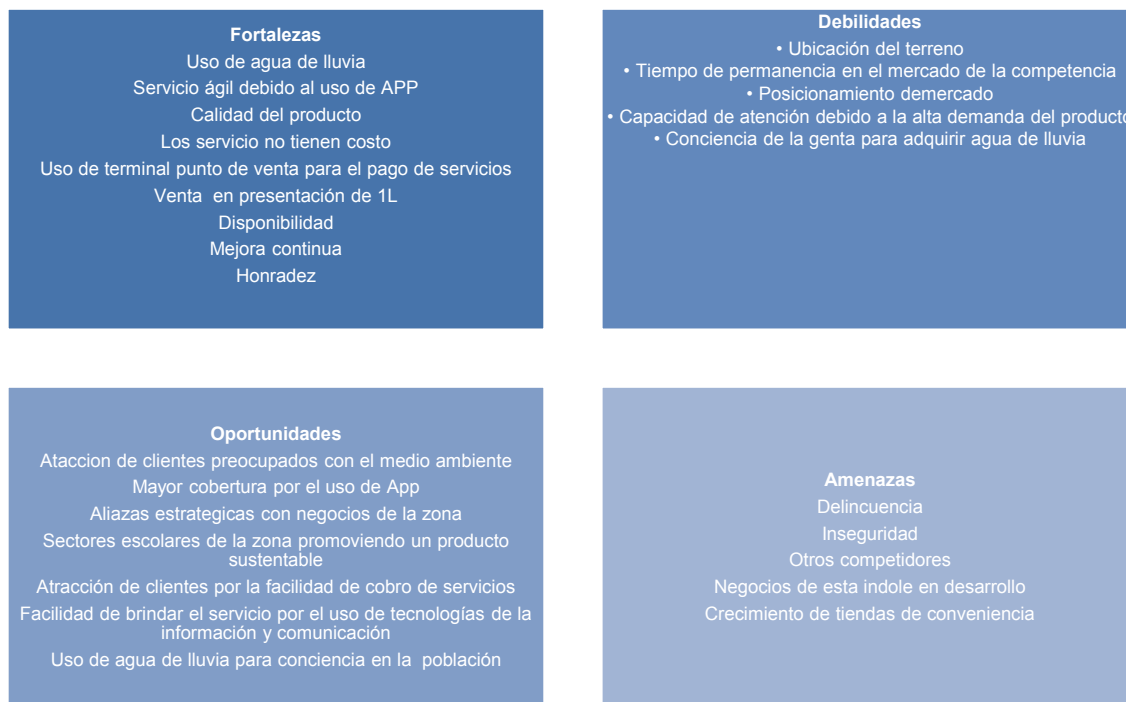 Fortalezas
Uso de agua de lluvia
Servicio ágil debido al uso de APP
Calidad del producto
Los servicio no tienen costo
Uso de terminal punto de venta para el pago de servicios
Venta en presentación de 1L
Disponibilidad
Mejora continua
Honradez
Debilidades
• Ubicación del terreno
• Tiempo de permanencia en el mercado de la competencia
• Posicionamiento demercado
• Capacidad de atención debido a la alta demanda del producto
• Conciencia de la genta para adquirir agua de lluvia
Oportunidades
Ataccion de clientes preocupados con el medio ambiente
Mayor cobertura por el uso de App
Aliazas estrategicas con negocios de la zona
Sectores escolares de la zona promoviendo un producto
sustentable
Atracción de clientes por la facilidad de cobro de servicios
Facilidad de brindar el servicio por el uso de tecnologías de la
información y comunicación
Uso de agua de lluvia para conciencia en la población
Amenazas
Delincuencia
Inseguridad
Otros competidores
Negocios de esta indole en desarrollo
Crecimiento de tiendas de conveniencia